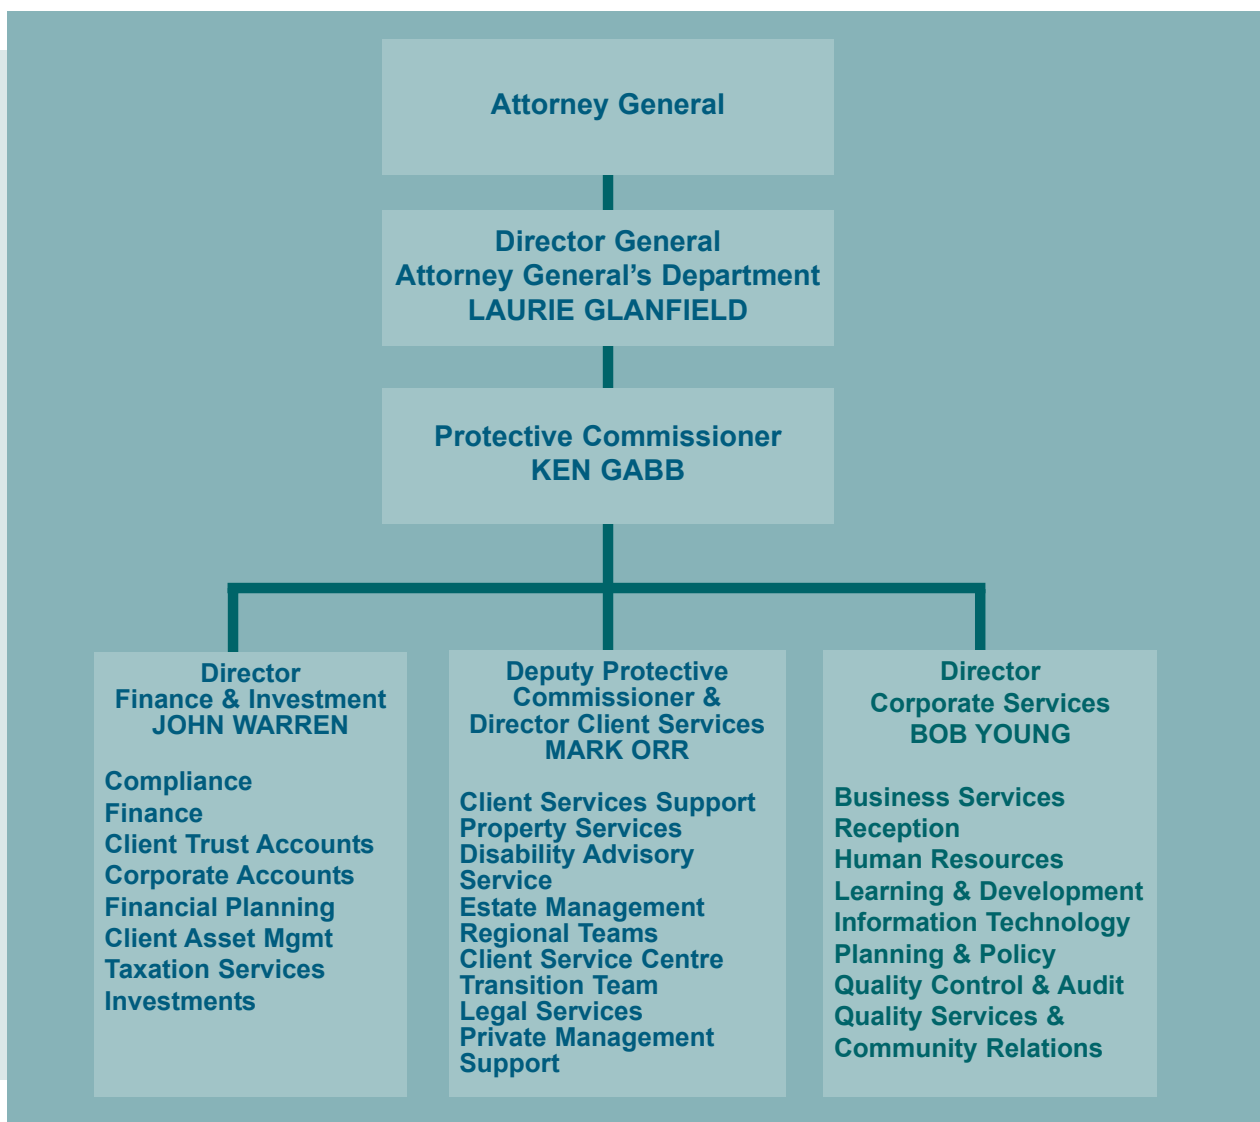 Attorney General
Director General
Attorney General’s Department
LAURIE GLANFIELD
Protective Commissioner
KEN GABB
Director
Finance & Investment
JOHN WARREN
Compliance
Finance
Client Trust Accounts
Corporate Accounts
Financial Planning
Client Asset Mgmt
Taxation Services
Investments
Deputy Protective
Commissioner &
Director Client Services
MARK ORR
Client Services Support
Property Services
Disability Advisory
Service
Estate Management
Regional Teams
Client Service Centre
Transition Team
Legal Services
Private Management
Support
Director
Corporate Services
BOB YOUNG
Business Services
Reception
Human Resources
Learning & Development
Information Technology
Planning & Policy
Quality Control & Audit
Quality Services &
Community Relations